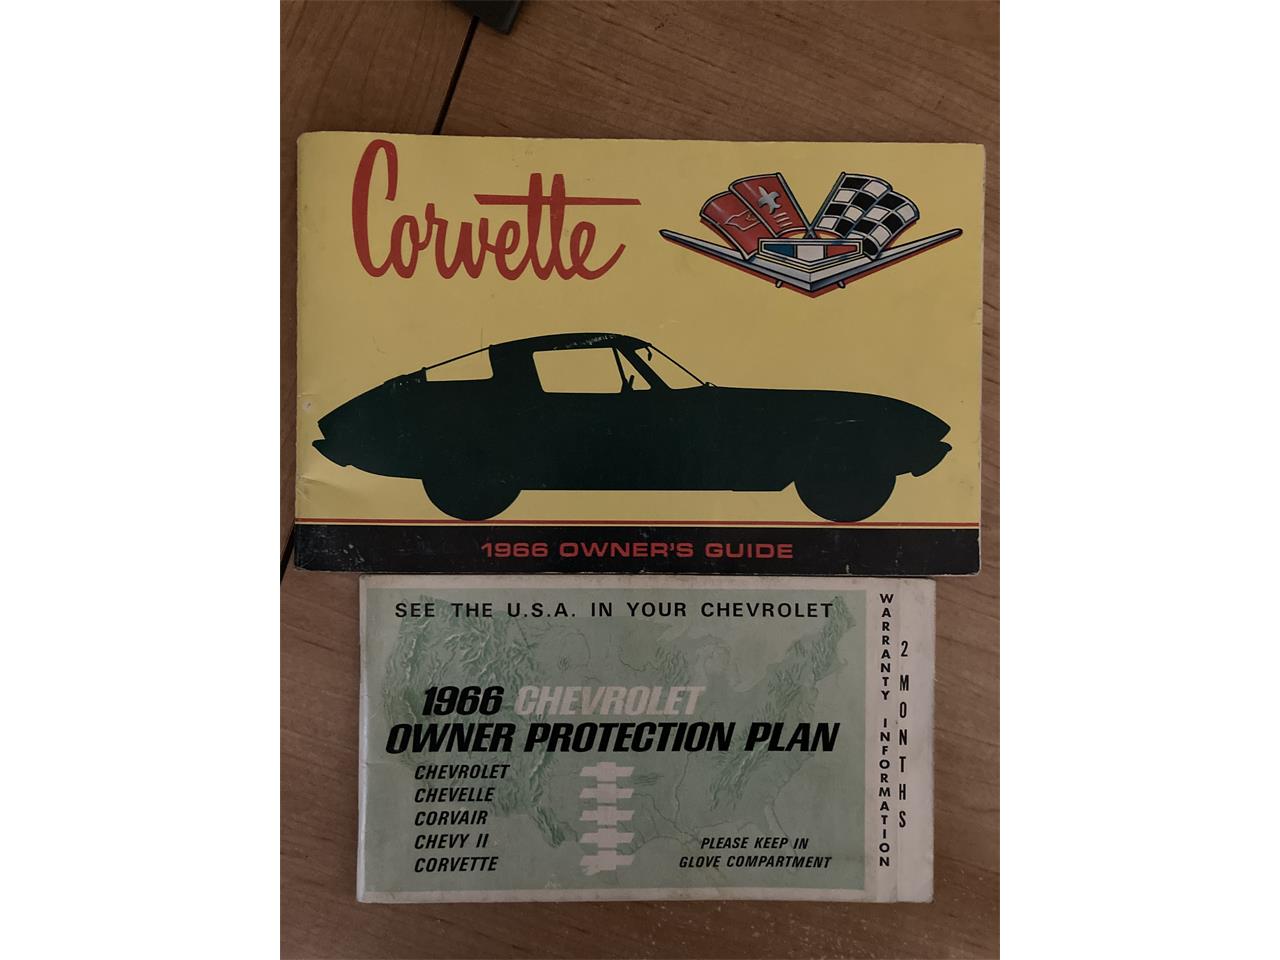 Corvette
1966 OWNER'S GUIDE
SEE THE U.S.A. IN YOUR CHEVROLET
1966 CHEVROLET
OWNER PROTECTION PLAN
CHEVROLET
CHEVELLE
CORVAIR
CHEVY II
CORVETTE
PLEASE KEEP IN
GLOVE COMPARTMENT
WARRANTY INFORMATION
2 MONTHS